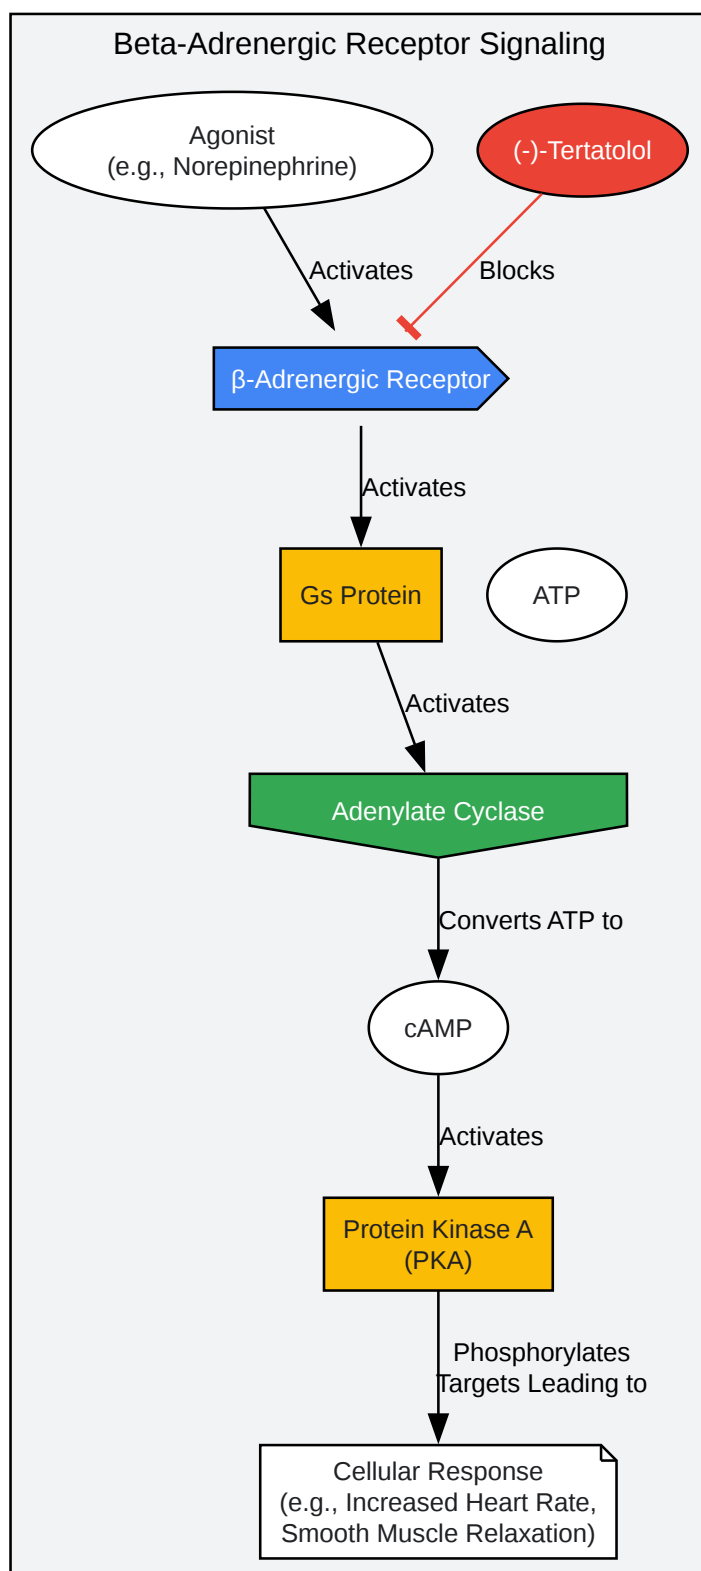 Beta-Adrenergic Receptor Signaling
Agonist
(e.g., Norepinephrine)
(-)-Tertatolol
Activates
Blocks
β-Adrenergic Receptor
Activates
Gs Protein
ATP
Activates
Adenylate Cyclase
Converts ATP to
cAMP
Activates
Protein Kinase A
(PKA)
Phosphorylates
Targets Leading to
Cellular Response
(e.g., Increased Heart Rate,
Smooth Muscle Relaxation)